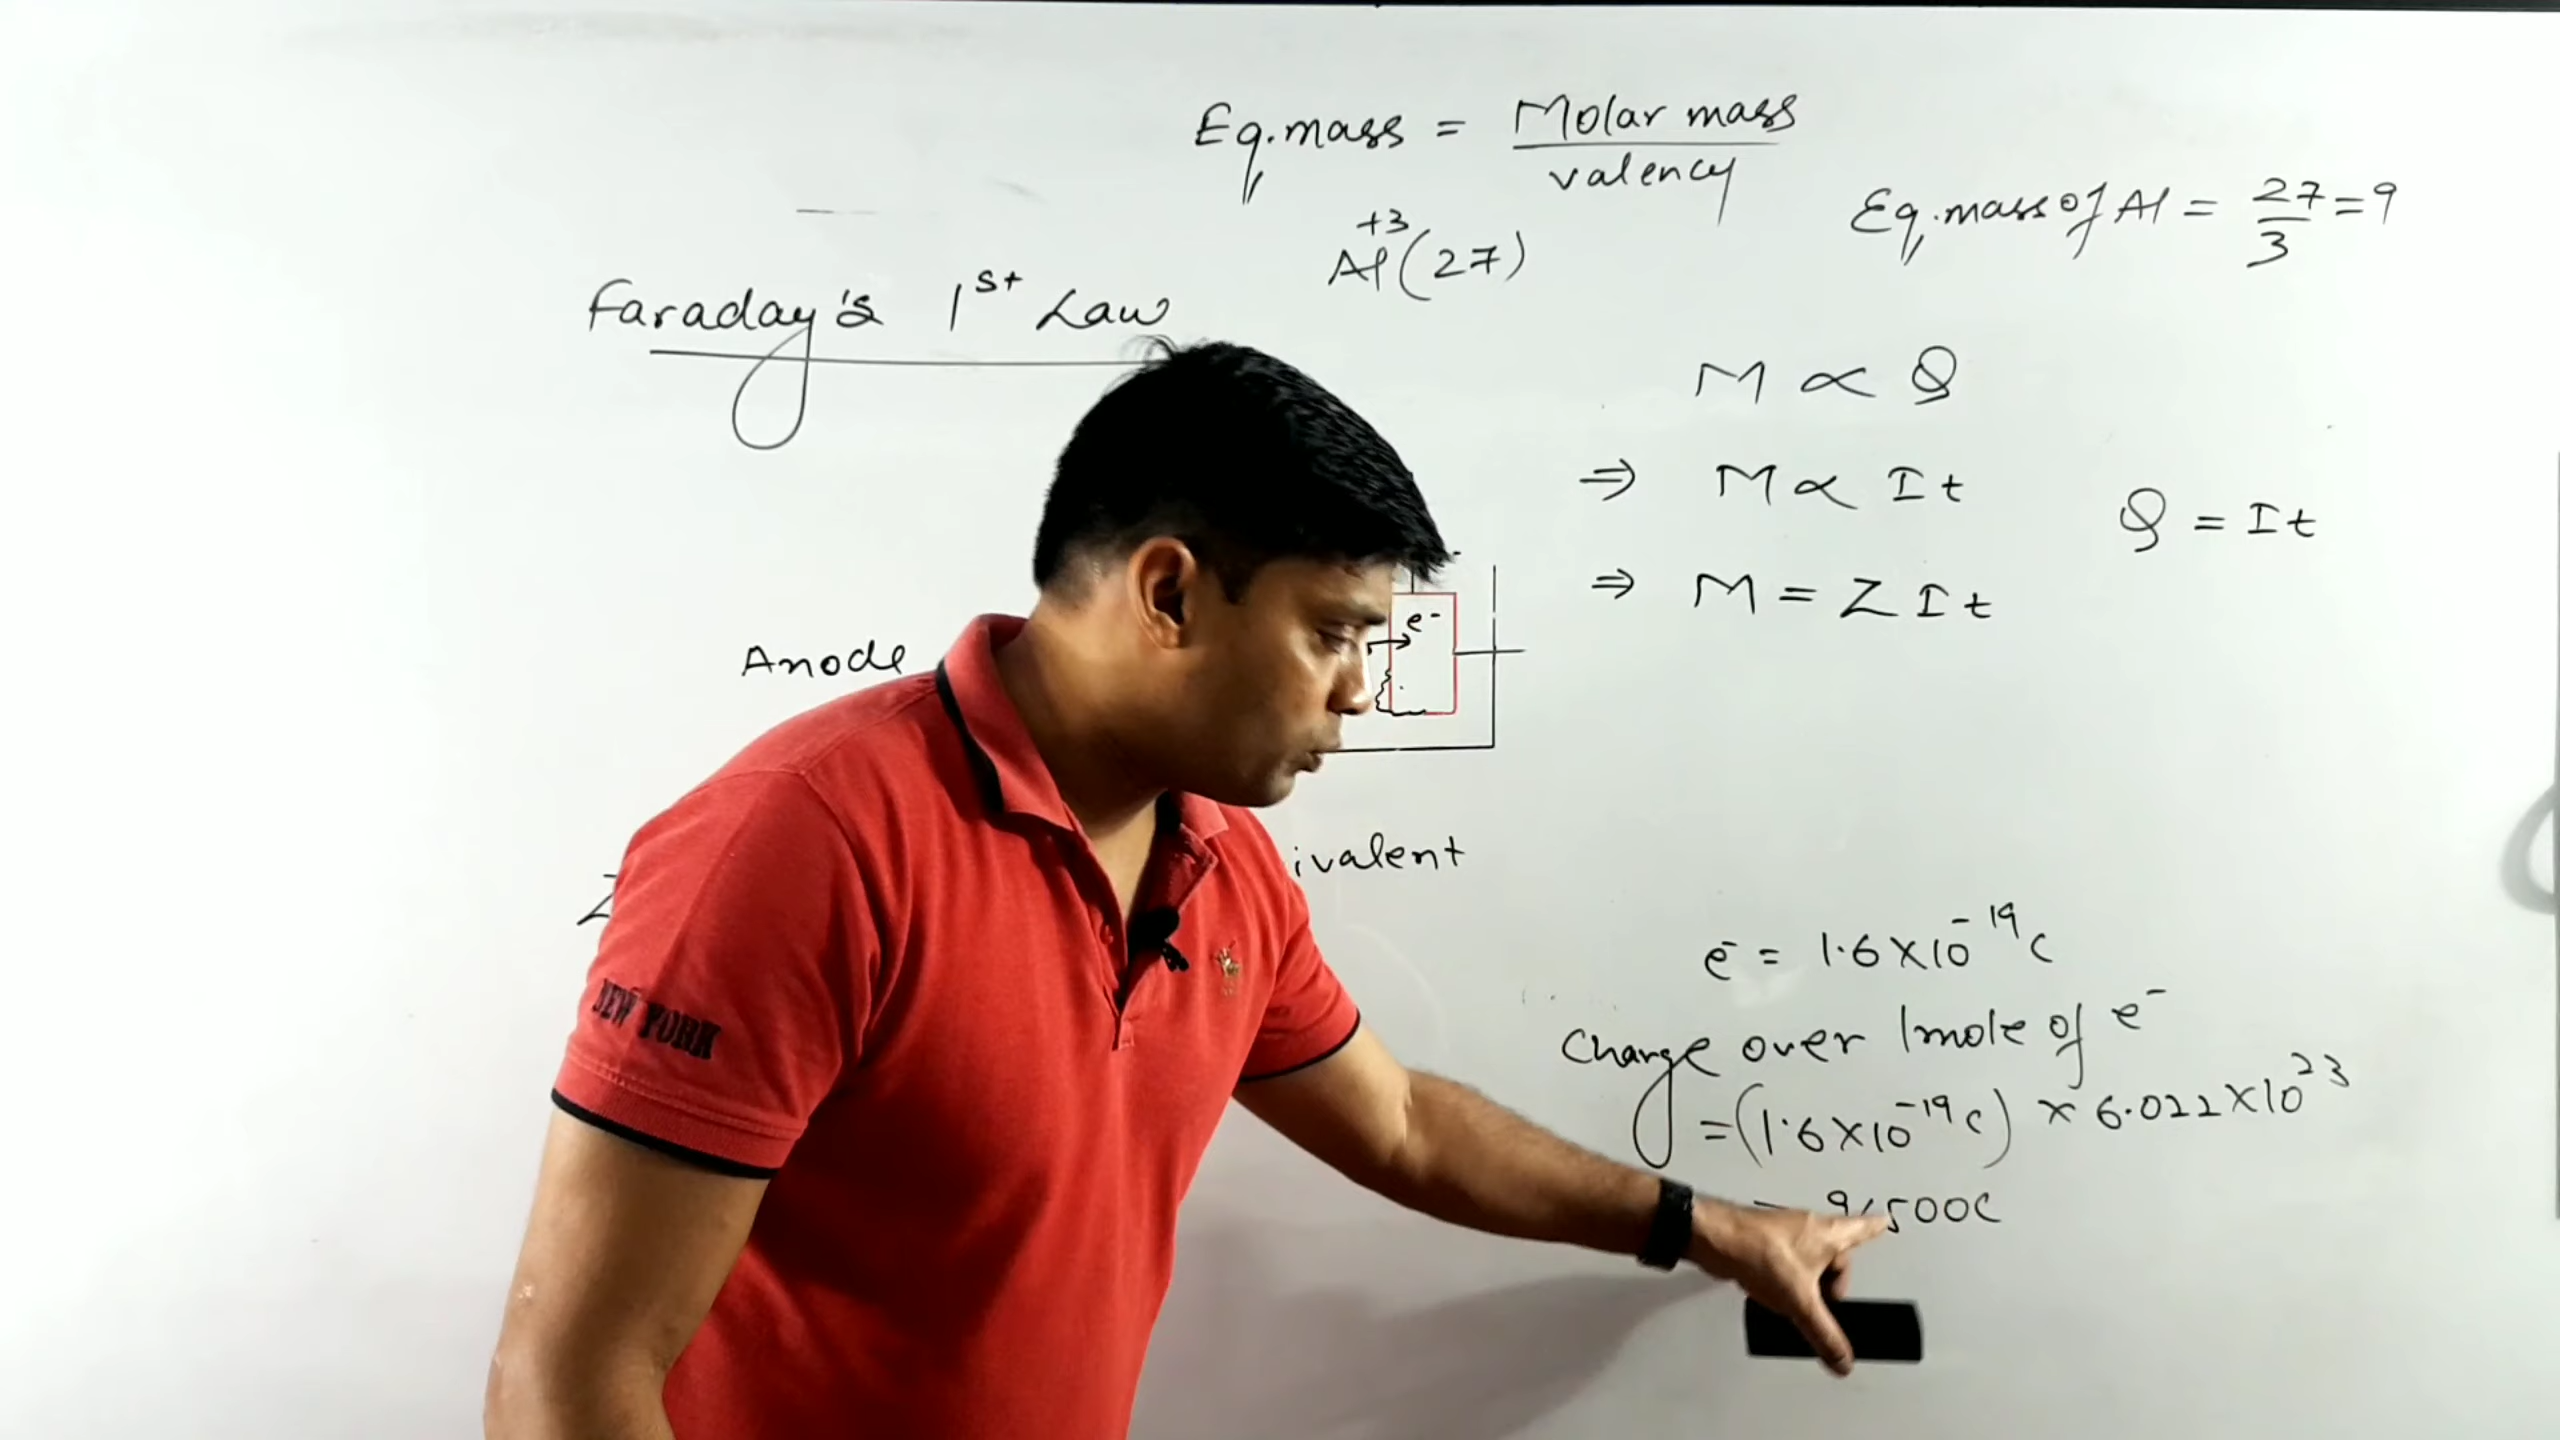 Eq. mass = Molar mass / valency
Al⁺³(27)
Eq. mass of Al = 27/3 = 9
Faraday's 1st Law
M ∝ Q
⇒ M ∝ It
Q = It
⇒ M = ZIt
Anode
e⁻
ivalent
Z
NEW YORK
e⁻ = 1.6×10⁻¹⁹C
Charge over 1mole of e⁻
= (1.6×10⁻¹⁹C) × 6.022×10²³
= 96500C